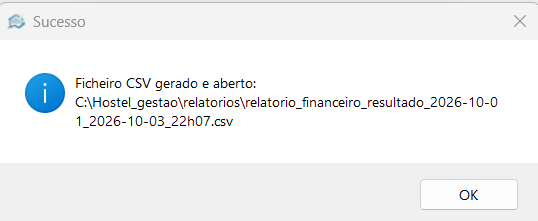 Sucesso
Ficheiro CSV gerado e aberto:
C:\Hostel_gestao\relatorios\relatorio_financeiro_resultado_2026-10-0
1_2026-10-03_22h07.csv
OK